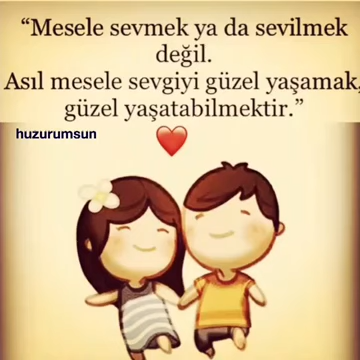 “Mesele sevmek ya da sevilmek
değil.
Asıl mesele sevgiyi güzel yaşamak,
güzel yaşatabilmektir.”
huzurumsun